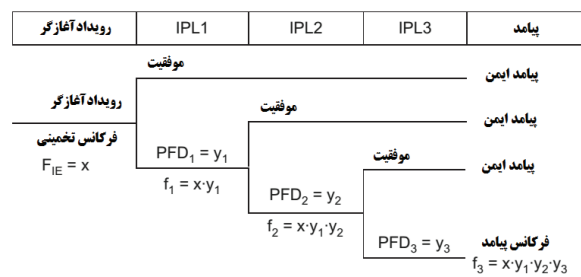 رویداد آغازگر IPL1 IPL2 IPL3 پیامد
موفقیت
پیامد ایمن
رویداد آغازگر
موفقیت
پیامد ایمن
فرکانس تخمینی
F_IE = x
PFD₁ = y₁
f₁ = x·y₁
موفقیت
پیامد ایمن
PFD₂ = y₂
f₂ = x·y₁·y₂
PFD₃ = y₃
فرکانس پیامد
f₃ = x·y₁·y₂·y₃